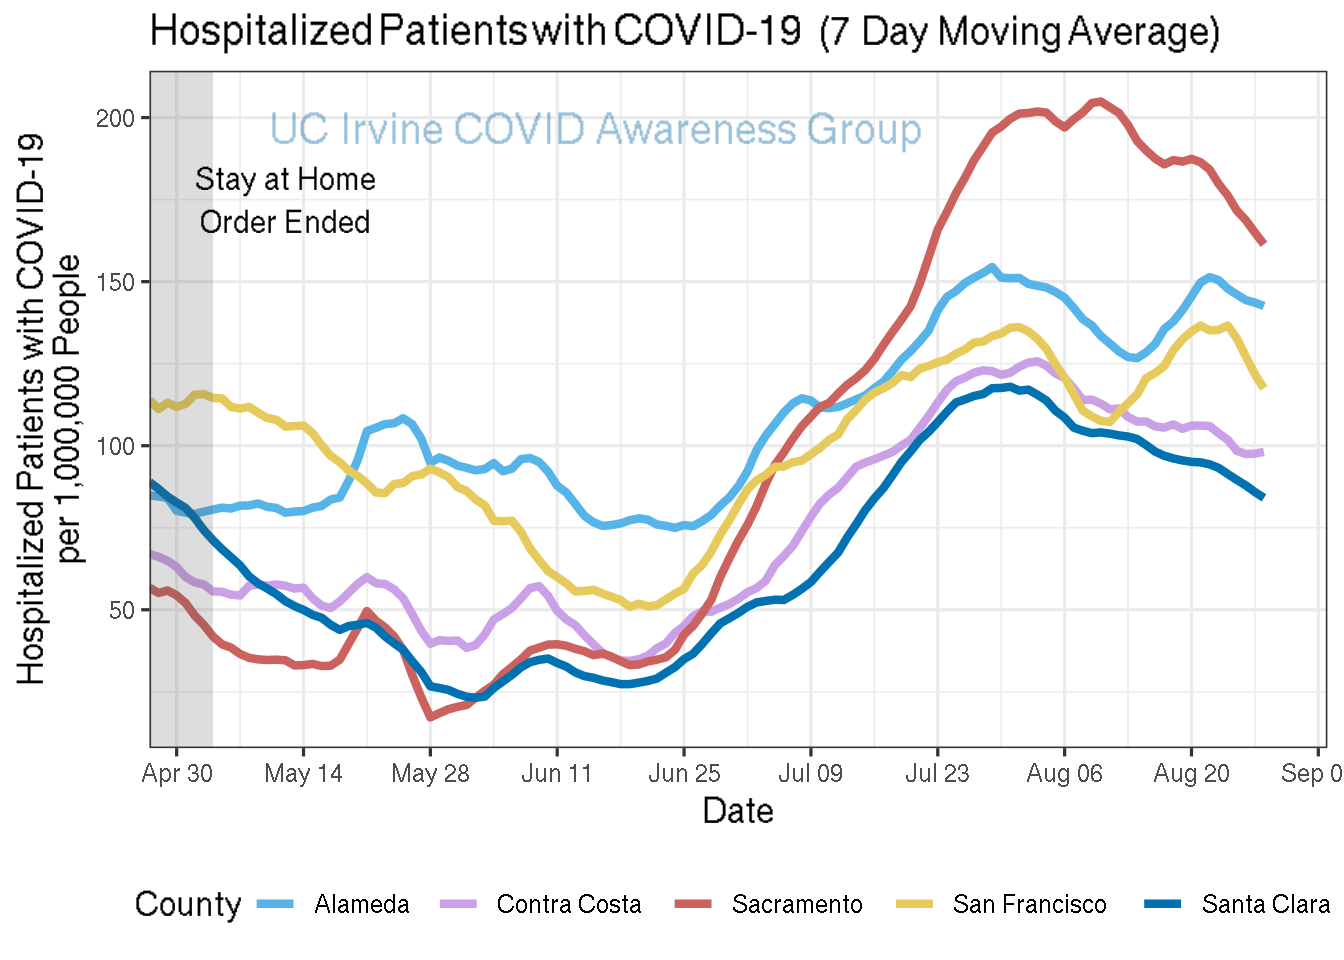 Hospitalized Patients with COVID-19 (7 Day Moving Average)
UC Irvine COVID Awareness Group
Stay at Home
Order Ended
Hospitalized Patients with COVID-19
per 1,000,000 People
200
150
100
50
Apr 30 May 14 May 28 Jun 11 Jun 25 Jul 09 Jul 23 Aug 06 Aug 20 Sep 0
Date
County Alameda Contra Costa Sacramento San Francisco Santa Clara